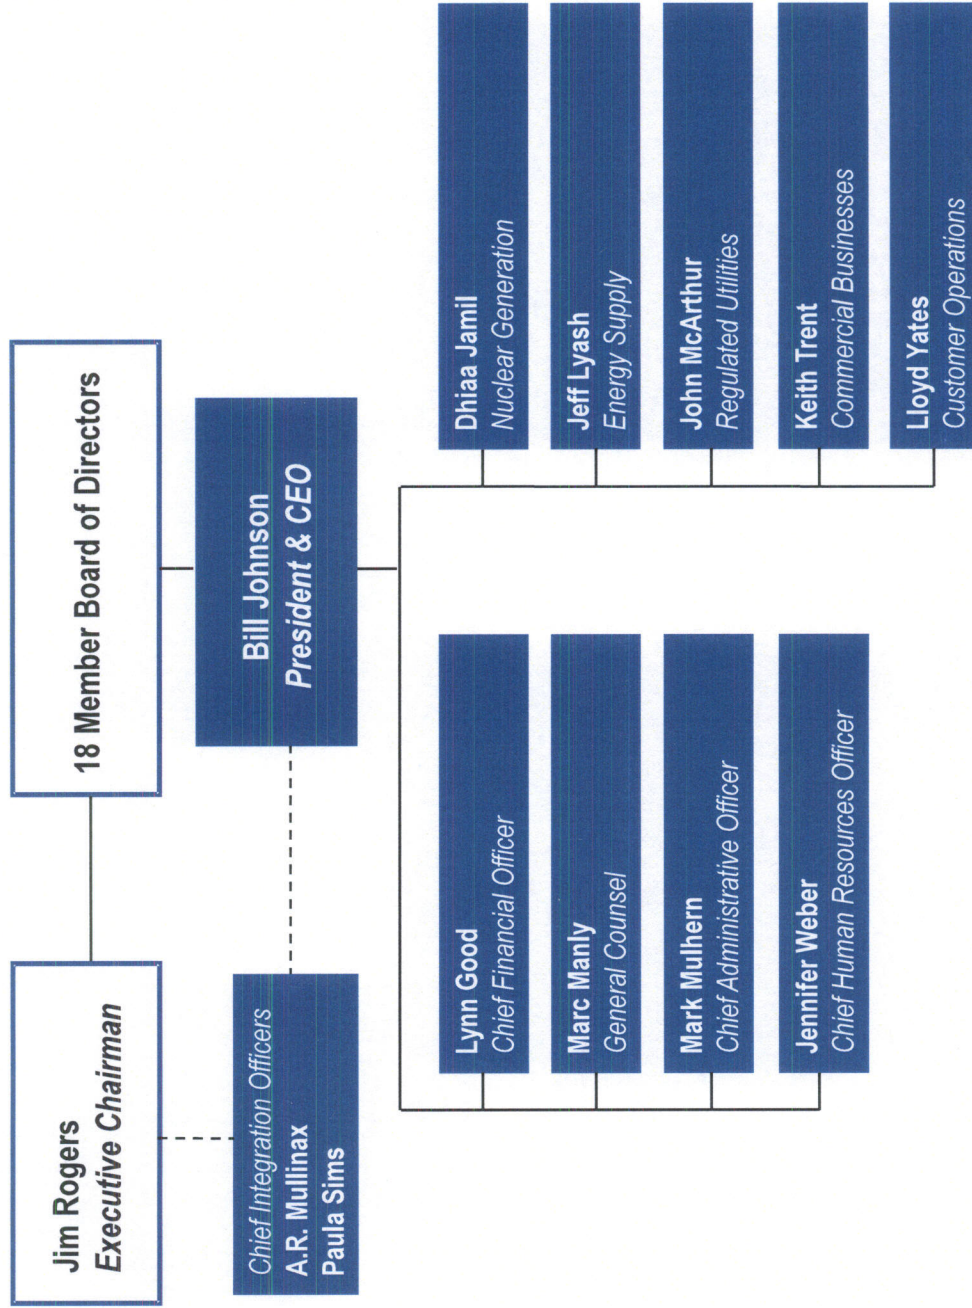 Jim Rogers
Executive Chairman
18 Member Board of Directors
Chief Integration Officers
A.R. Mullinax
Paula Sims
Bill Johnson
President & CEO
Lynn Good
Chief Financial Officer
Marc Manly
General Counsel
Mark Mulhern
Chief Administrative Officer
Jennifer Weber
Chief Human Resources Officer
Dhiaa Jamil
Nuclear Generation
Jeff Lyash
Energy Supply
John McArthur
Regulated Utilities
Keith Trent
Commercial Businesses
Lloyd Yates
Customer Operations